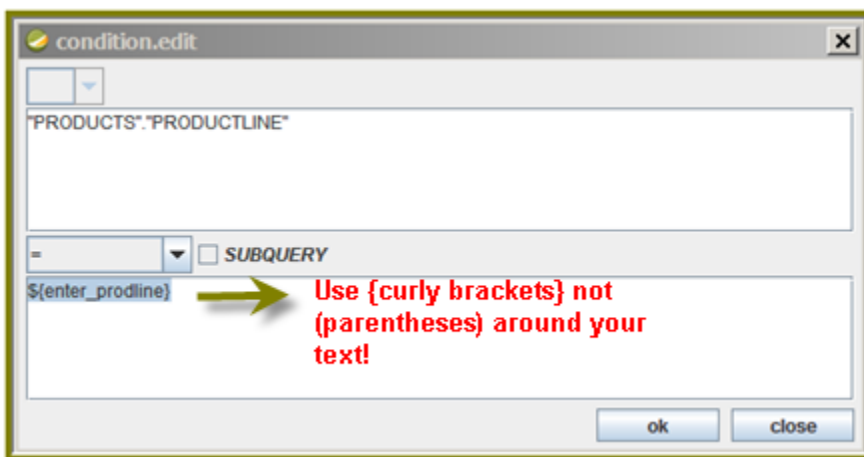 condition.edit
"PRODUCTS"."PRODUCTLINE"
= SUBQUERY
${enter_prodline}
Use {curly brackets} not
(parentheses) around your
text!
ok close